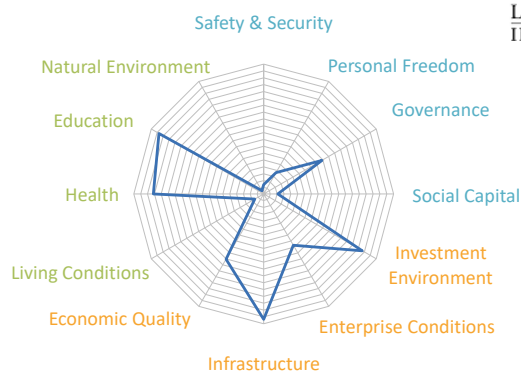 Safety & Security
Natural Environment
Personal Freedom
Education
Governance
Health
Social Capital
Investment
Environment
Living Conditions
Economic Quality
Enterprise Conditions
Infrastructure